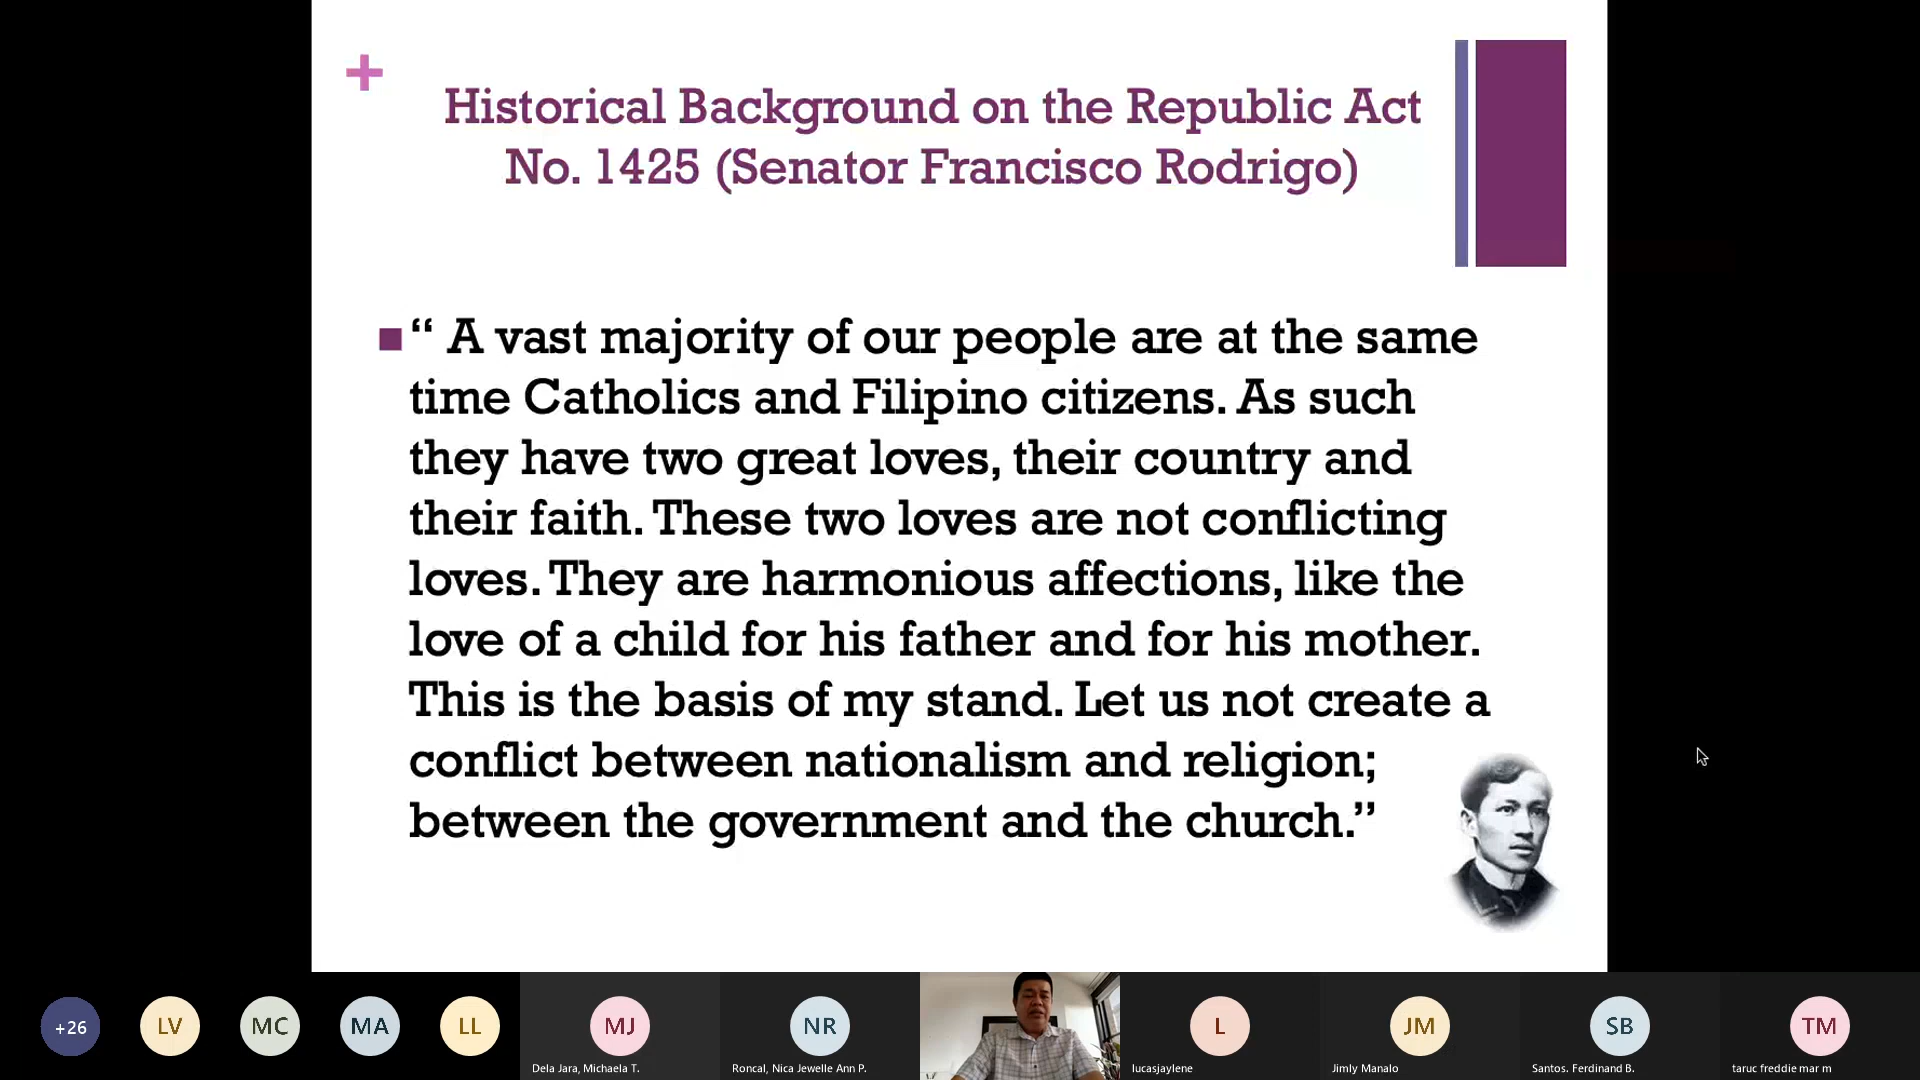 Historical Background on the Republic Act
No. 1425 (Senator Francisco Rodrigo)
“ A vast majority of our people are at the same
time Catholics and Filipino citizens. As such
they have two great loves, their country and
their faith. These two loves are not conflicting
loves. They are harmonious affections, like the
love of a child for his father and for his mother.
This is the basis of my stand. Let us not create a
conflict between nationalism and religion;
between the government and the church.”
+26
LV
MC
MA
LL
MJ
NR
L
JM
SB
TM
Dela Jara, Michaela T.
Roncal, Nica Jewelle Ann P.
lucasjaylene
Jimly Manalo
Santos. Ferdinand B.
taruc freddie mar m